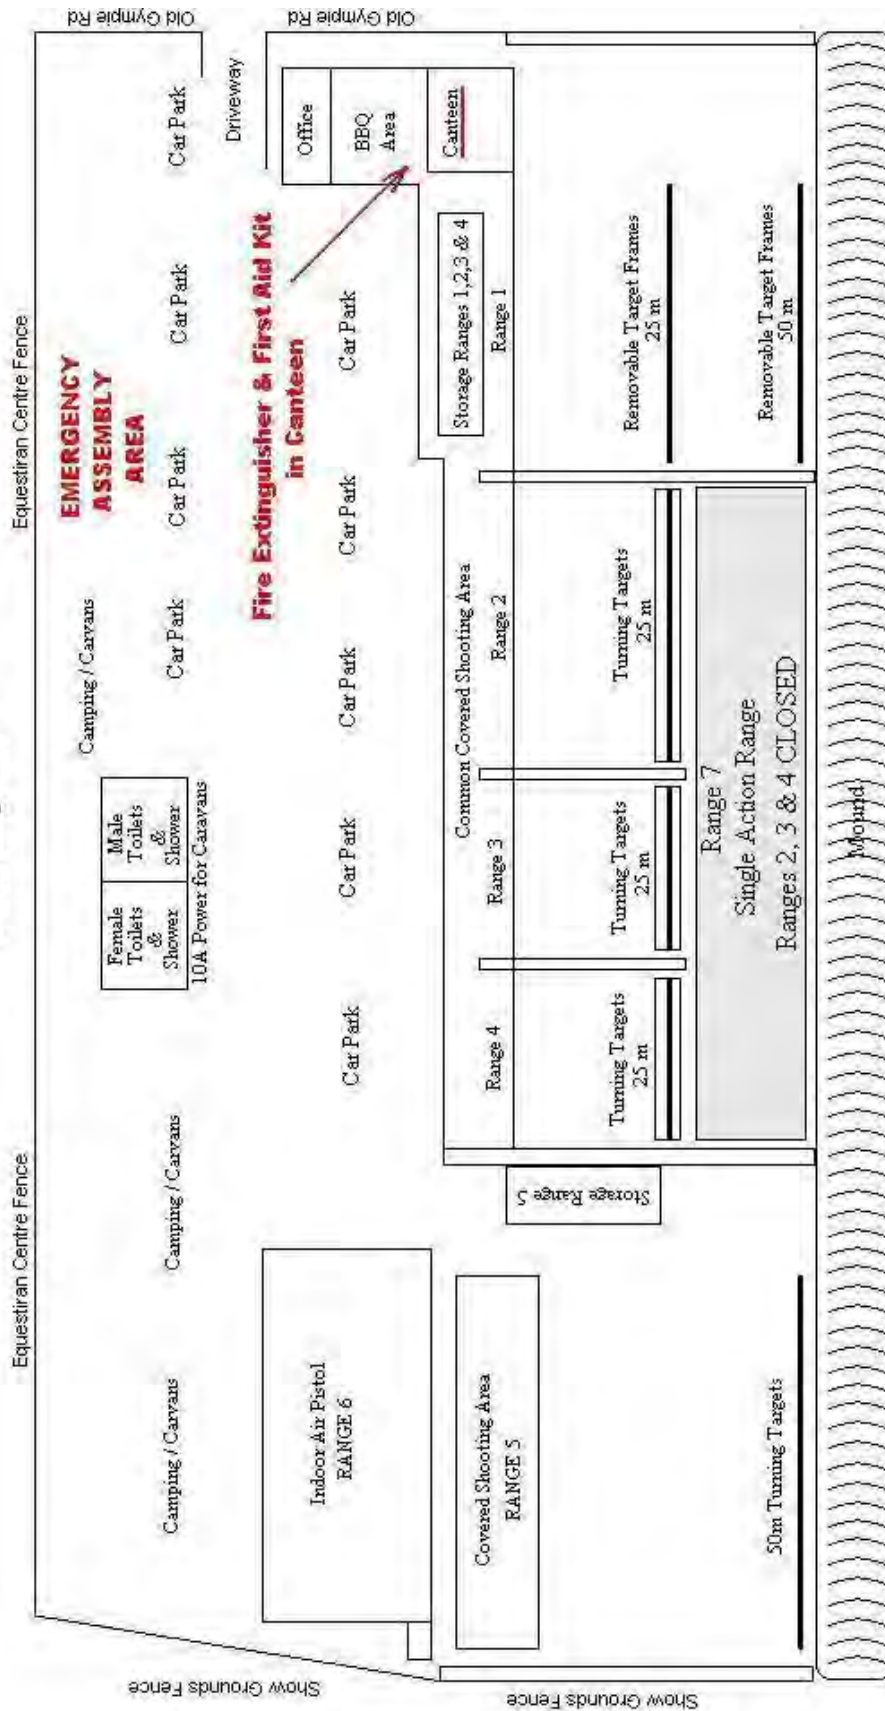 Equestiran Centre Fence
Equestiran Centre Fence
Old Gympie Rd
Old Gympie Rd
Driveway
EMERGENCY
ASSEMBLY
AREA
Camping / Carvans
Camping / Carvans
Camping / Carvans
Female
Toilets
&
Shower
Male
Toilets
&
Shower
10A Power for Caravans
Car Park
Car Park
Car Park
Car Park
Fire Extinguisher & First Aid Kit
in Canteen
Car Park
Car Park
Car Park
Car Park
Car Park
Office
BBQ
Area
Canteen
Indoor Air Pistol
RANGE 6
Covered Shooting Area
RANGE 5
50m Turning Targets
Storage Range 5
Common Covered Shooting Area
Storage Ranges 1,2,3 & 4
Range 4
Range 3
Range 2
Range 1
Turning Targets
25 m
Turning Targets
25 m
Turning Targets
25 m
Removable Target Frames
25 m
Removable Target Frames
50 m
Range 7
Single Action Range
Ranges 2, 3 & 4 CLOSED
Mound
Show Grounds Fence
Show Grounds Fence